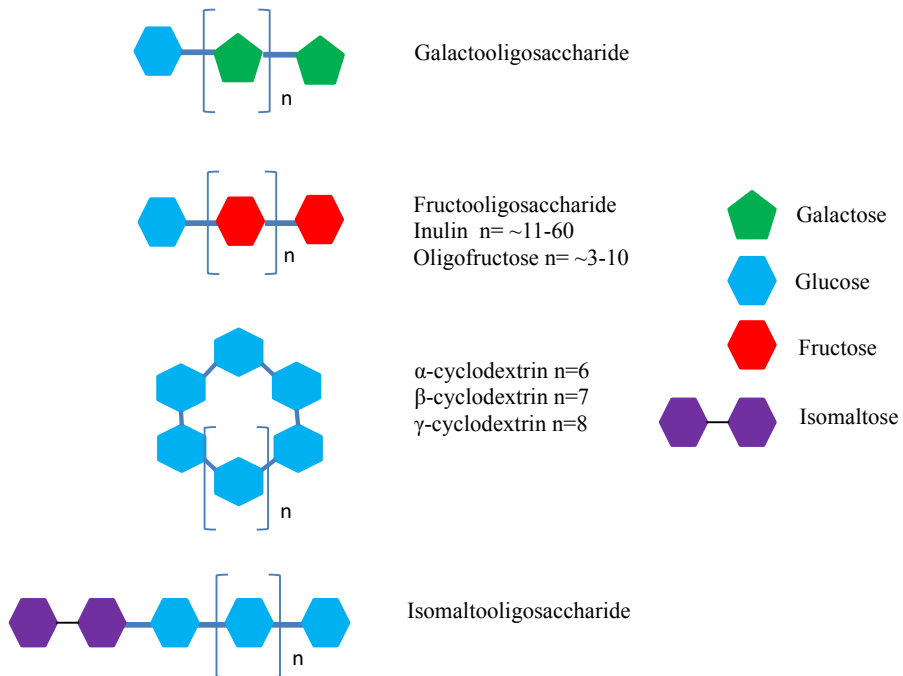 Galactooligosaccharide
n
Fructooligosaccharide
Inulin n= ~11-60
Oligofructose n= ~3-10
n
Galactose
Glucose
Fructose
Isomaltose
α-cyclodextrin n=6
β-cyclodextrin n=7
γ-cyclodextrin n=8
n
Isomaltooligosaccharide
n